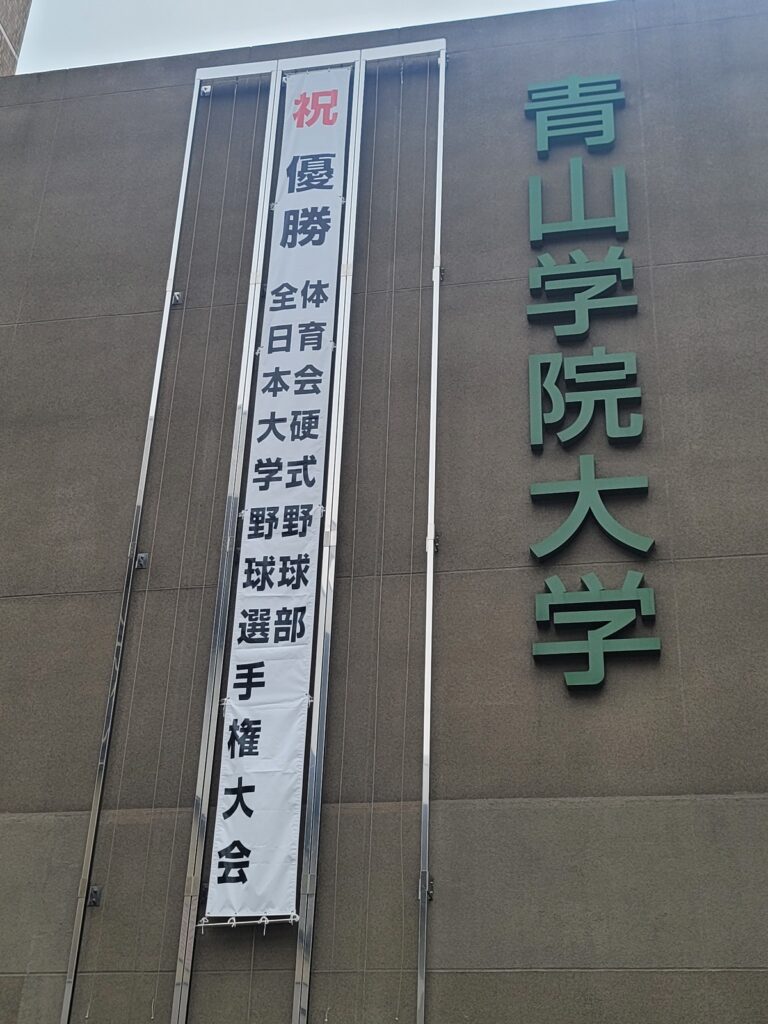 青山学院大学
祝 優勝
体育会硬式野球部
全日本大学野球選手権大会